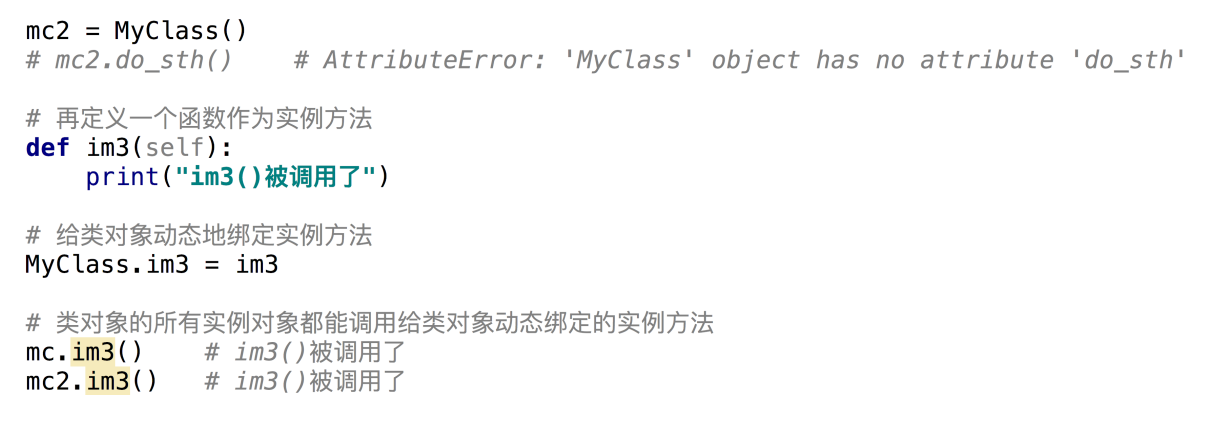 mc2 = MyClass()
# mc2.do_sth()    # AttributeError: 'MyClass' object has no attribute 'do_sth'
# 再定义一个函数作为实例方法
def im3(self):
    print("im3()被调用了")
# 给类对象动态地绑定实例方法
MyClass.im3 = im3
# 类对象的所有实例对象都能调用给类对象动态绑定的实例方法
mc.im3()    # im3()被调用了
mc2.im3()   # im3()被调用了